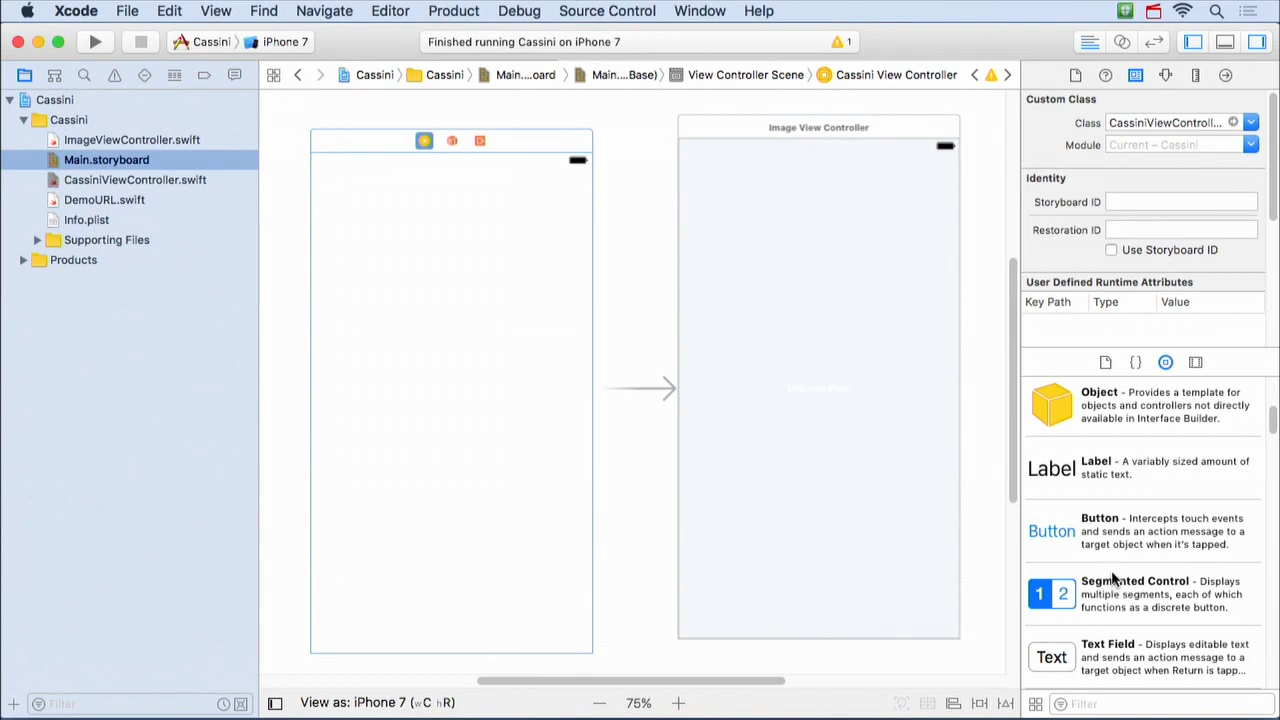 Xcode File Edit View Find Navigate Editor Product Debug Source Control Window Help
Cassini iPhone 7
Finished running Cassini on iPhone 7
1
Cassini Cassini Main....oard Main....Base) View Controller Scene Cassini View Controller
Cassini
Cassini
ImageViewController.swift
Main.storyboard
CassiniViewController.swift
DemoURL.swift
Info.plist
Supporting Files
Products
Filter
Image View Controller
View as: iPhone 7 (wC hR)
75%
Custom Class
Class CassiniViewControll...
Module Current – Cassini
Identity
Storyboard ID
Restoration ID
Use Storyboard ID
User Defined Runtime Attributes
Key Path Type Value
Object - Provides a template for
objects and controllers not directly
available in Interface Builder.
Label
Label - A variably sized amount of
static text.
Button
Button - Intercepts touch events
and sends an action message to a
target object when it's tapped.
1 2
Segmented Control - Displays
multiple segments, each of which
functions as a discrete button.
Text
Text Field - Displays editable text
and sends an action message to a
target object when Return is tapp...
Filter